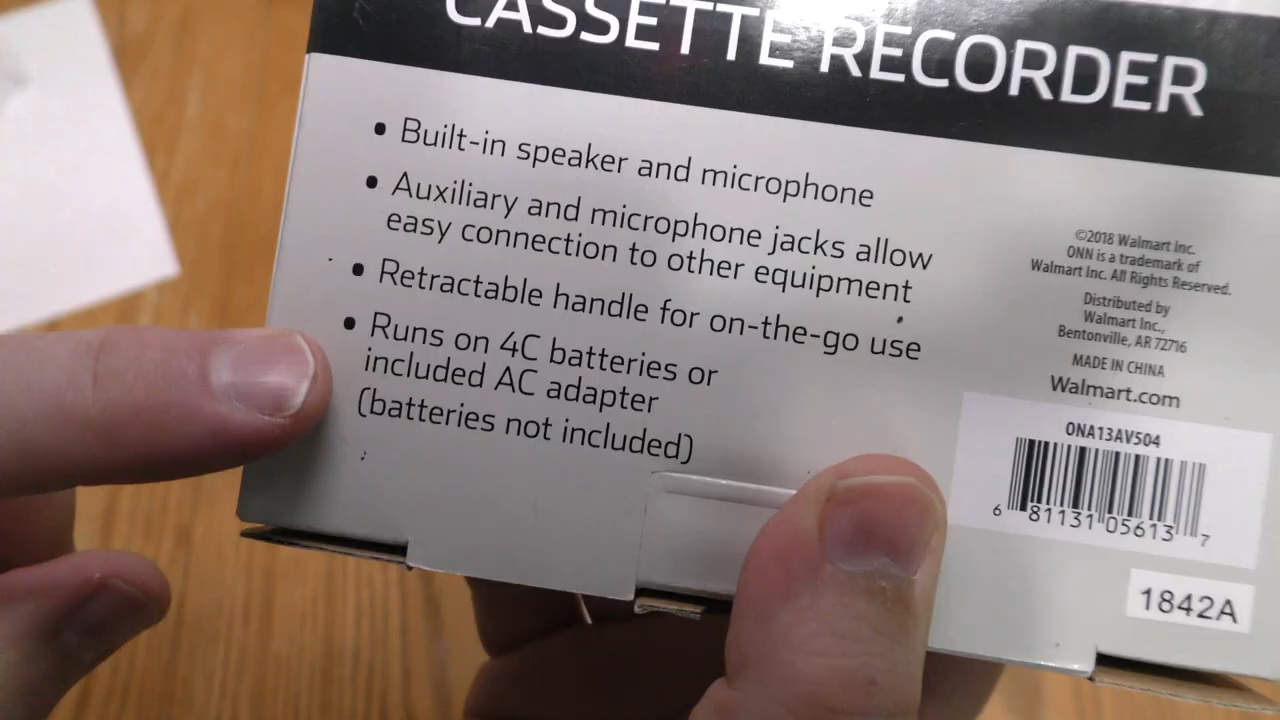 CASSETTE RECORDER
• Built-in speaker and microphone
• Auxiliary and microphone jacks allow
easy connection to other equipment
• Retractable handle for on-the-go use
• Runs on 4C batteries or
included AC adapter
(batteries not included)
©2018 Walmart Inc.
ONN is a trademark of
Walmart Inc. All Rights Reserved.
Distributed by
Walmart Inc.,
Bentonville, AR 72716
MADE IN CHINA
Walmart.com
ONA13AV504
6 81131 05613 7
1842A